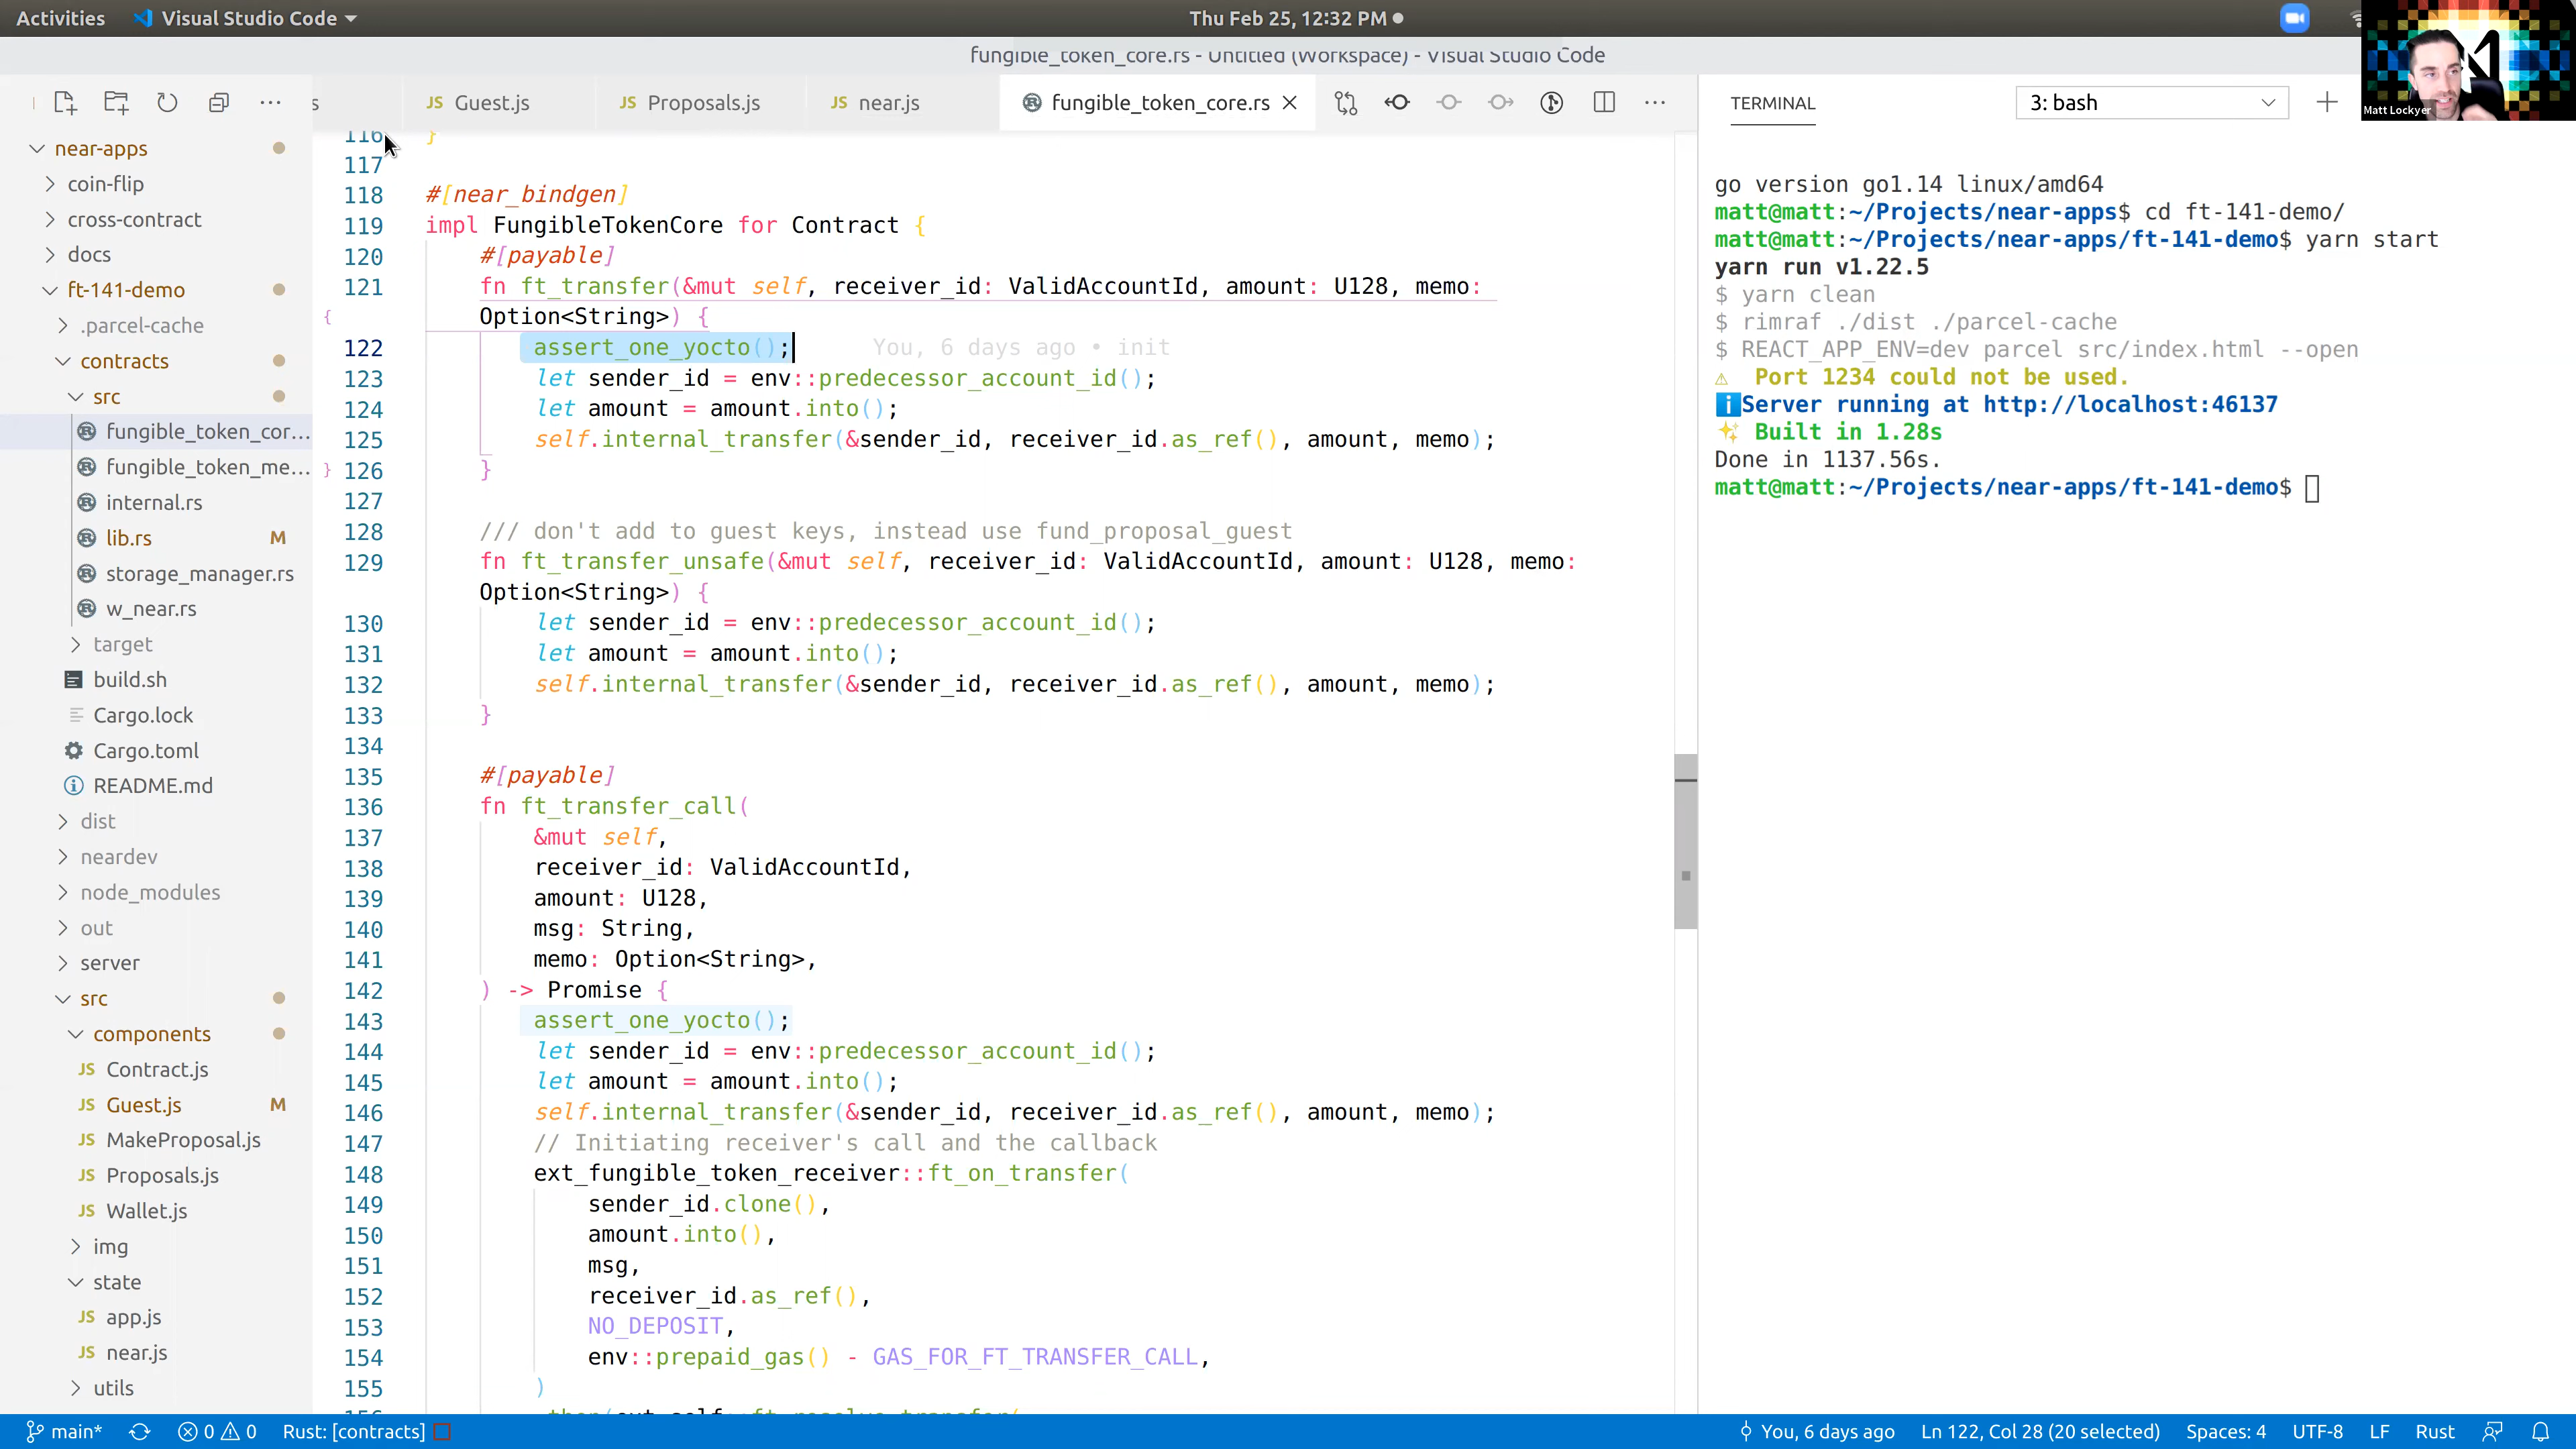 Activities Visual Studio Code Thu Feb 25, 12:32 PM
fungible_token_core.rs - Untitled (Workspace) - Visual Studio Code
s JS Guest.js JS Proposals.js JS near.js fungible_token_core.rs
TERMINAL 3: bash
Matt Lockyer
near-apps
coin-flip
cross-contract
docs
ft-141-demo
.parcel-cache
contracts
src
fungible_token_cor...
fungible_token_me...
internal.rs
lib.rs M
storage_manager.rs
w_near.rs
target
build.sh
Cargo.lock
Cargo.toml
README.md
dist
neardev
node_modules
out
server
src
components
JS Contract.js
JS Guest.js M
JS MakeProposal.js
JS Proposals.js
JS Wallet.js
img
state
JS app.js
JS near.js
utils
116 }
117
118 #[near_bindgen]
119 impl FungibleTokenCore for Contract {
120 #[payable]
121 fn ft_transfer(&mut self, receiver_id: ValidAccountId, amount: U128, memo:
{ Option<String>) {
122 assert_one_yocto(); You, 6 days ago • init
123 let sender_id = env::predecessor_account_id();
124 let amount = amount.into();
125 self.internal_transfer(&sender_id, receiver_id.as_ref(), amount, memo);
} 126 }
127
128 /// don't add to guest keys, instead use fund_proposal_guest
129 fn ft_transfer_unsafe(&mut self, receiver_id: ValidAccountId, amount: U128, memo:
Option<String>) {
130 let sender_id = env::predecessor_account_id();
131 let amount = amount.into();
132 self.internal_transfer(&sender_id, receiver_id.as_ref(), amount, memo);
133 }
134
135 #[payable]
136 fn ft_transfer_call(
137 &mut self,
138 receiver_id: ValidAccountId,
139 amount: U128,
140 msg: String,
141 memo: Option<String>,
142 ) -> Promise {
143 assert_one_yocto();
144 let sender_id = env::predecessor_account_id();
145 let amount = amount.into();
146 self.internal_transfer(&sender_id, receiver_id.as_ref(), amount, memo);
147 // Initiating receiver's call and the callback
148 ext_fungible_token_receiver::ft_on_transfer(
149 sender_id.clone(),
150 amount.into(),
151 msg,
152 receiver_id.as_ref(),
153 NO_DEPOSIT,
154 env::prepaid_gas() - GAS_FOR_FT_TRANSFER_CALL,
155 )
go version go1.14 linux/amd64
matt@matt:~/Projects/near-apps$ cd ft-141-demo/
matt@matt:~/Projects/near-apps/ft-141-demo$ yarn start
yarn run v1.22.5
$ yarn clean
$ rimraf ./dist ./parcel-cache
$ REACT_APP_ENV=dev parcel src/index.html --open
⚠ Port 1234 could not be used.
ℹ️Server running at http://localhost:46137
✨ Built in 1.28s
Done in 1137.56s.
matt@matt:~/Projects/near-apps/ft-141-demo$
main* 0 0 Rust: [contracts] You, 6 days ago Ln 122, Col 28 (20 selected) Spaces: 4 UTF-8 LF Rust